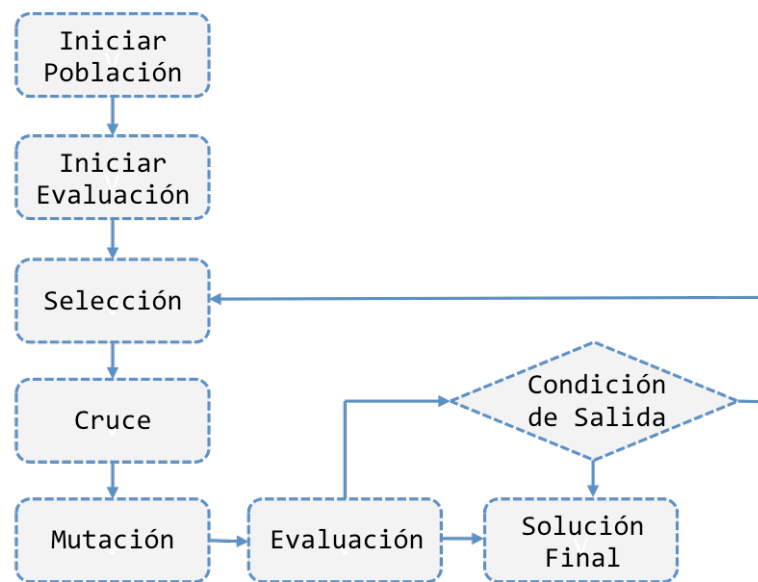 Iniciar
Población
Iniciar
Evaluación
Selección
Cruce
Condición
de Salida
Mutación
Evaluación
Solución
Final